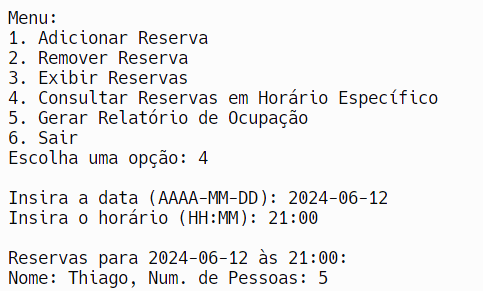 Menu:
1. Adicionar Reserva
2. Remover Reserva
3. Exibir Reservas
4. Consultar Reservas em Horário Específico
5. Gerar Relatório de Ocupação
6. Sair
Escolha uma opção: 4
Insira a data (AAAA-MM-DD): 2024-06-12
Insira o horário (HH:MM): 21:00
Reservas para 2024-06-12 às 21:00:
Nome: Thiago, Num. de Pessoas: 5